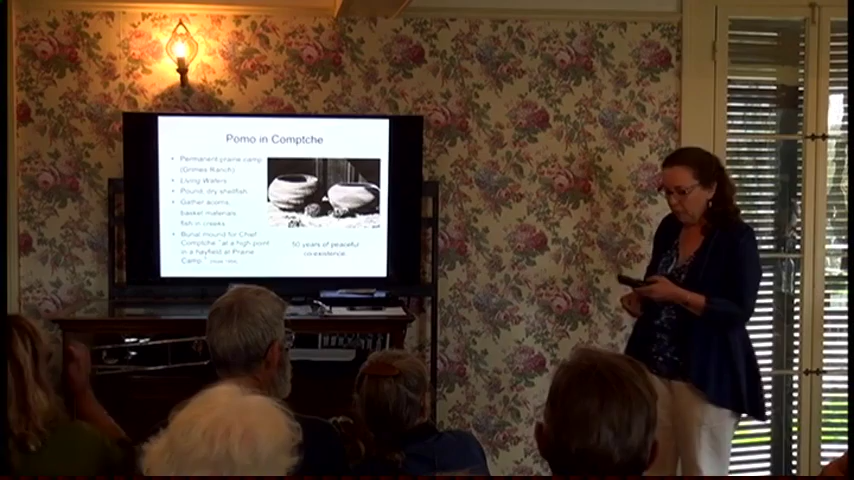 Pomo in Comptche
• Permanent prairie camp
(Grimes Ranch)
• Living Waters
• Pound, dry shellfish
• Gather acorns,
basket materials,
fish in creeks
• Burial mound for Chief
Comptche "at a high point
in a hayfield at Prairie
Camp."
50 years of peaceful
co-existence